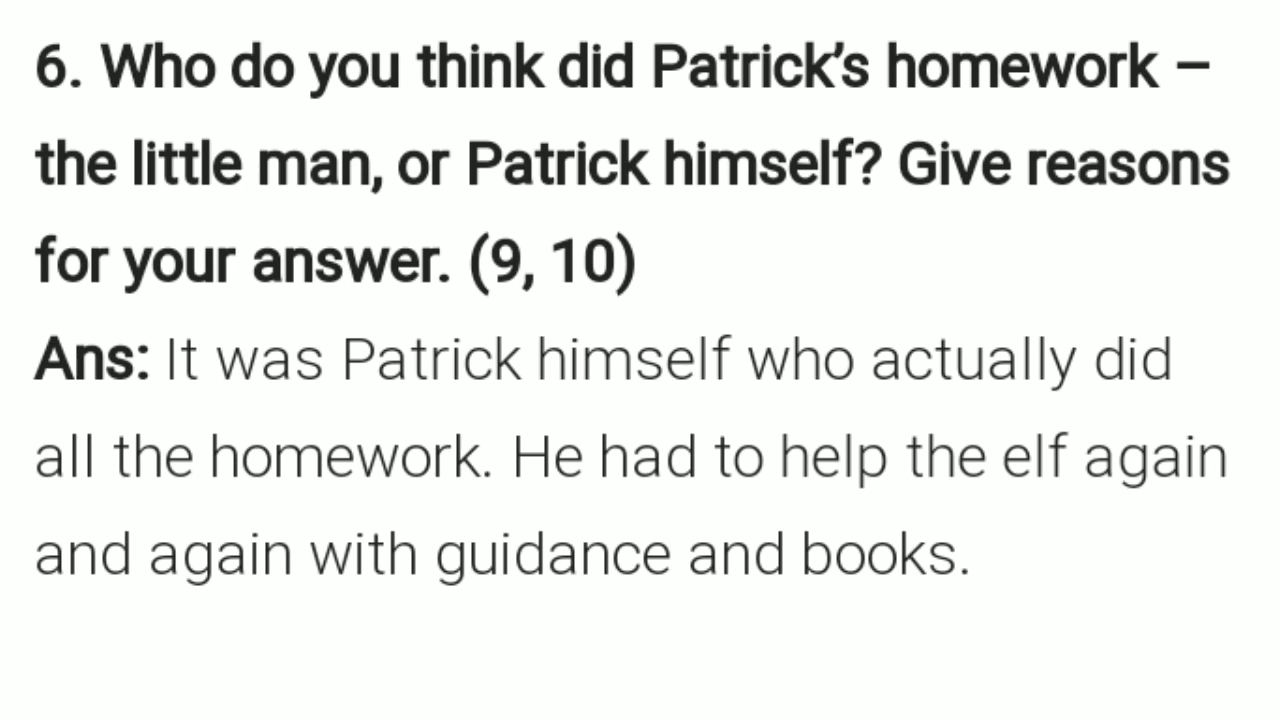 6. Who do you think did Patrick’s homework –
the little man, or Patrick himself? Give reasons
for your answer. (9, 10)
Ans: It was Patrick himself who actually did
all the homework. He had to help the elf again
and again with guidance and books.